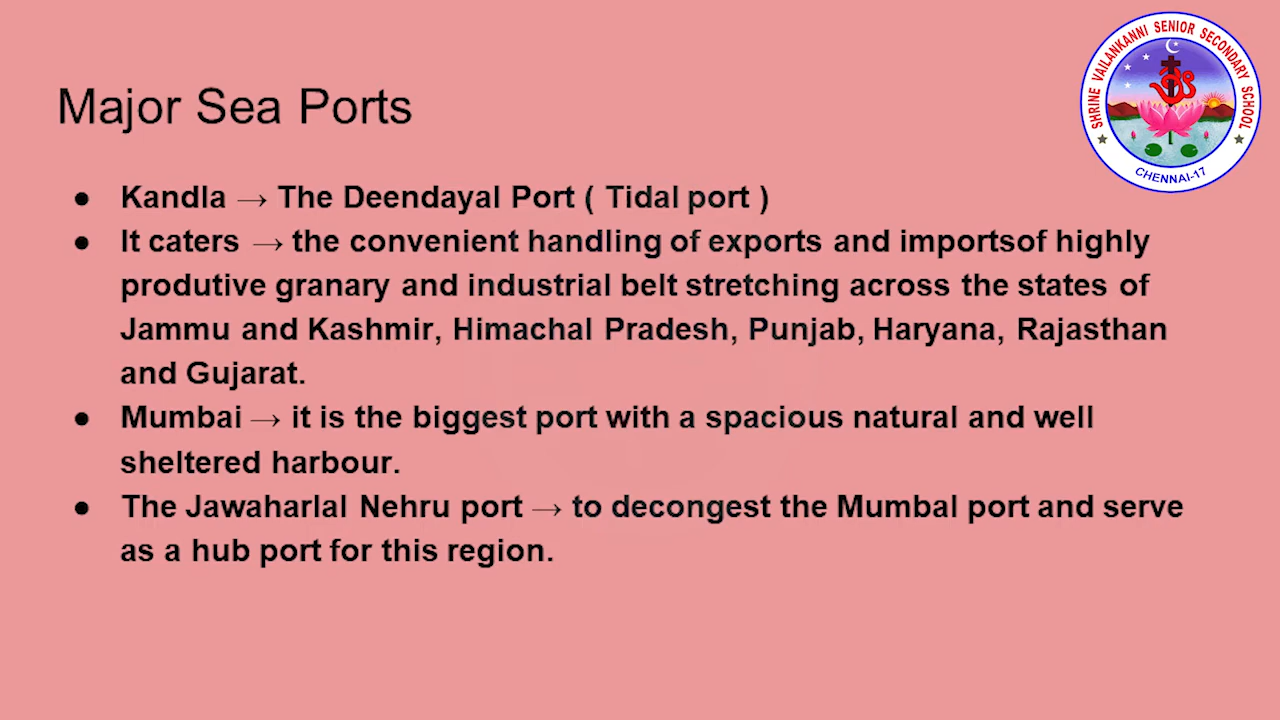 SHRINE VAILANKANNI SENIOR SECONDARY SCHOOL
CHENNAI-17
Major Sea Ports
● Kandla → The Deendayal Port ( Tidal port )
● It caters → the convenient handling of exports and importsof highly
produtive granary and industrial belt stretching across the states of
Jammu and Kashmir, Himachal Pradesh, Punjab, Haryana, Rajasthan
and Gujarat.
● Mumbai → it is the biggest port with a spacious natural and well
sheltered harbour.
● The Jawaharlal Nehru port → to decongest the Mumbal port and serve
as a hub port for this region.